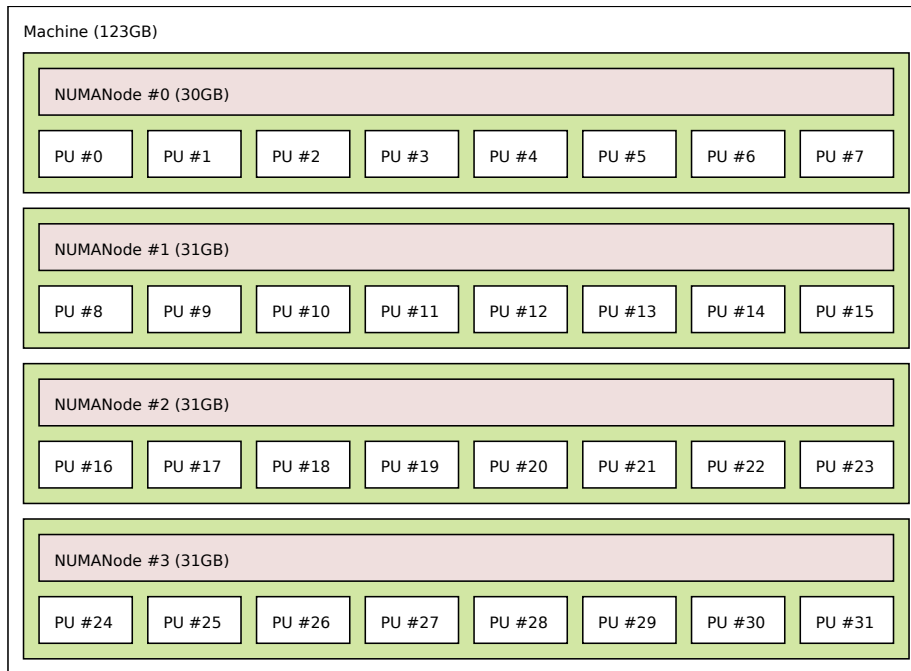 Machine (123GB)
NUMANode #0 (30GB)
PU #0 PU #1 PU #2 PU #3 PU #4 PU #5 PU #6 PU #7
NUMANode #1 (31GB)
PU #8 PU #9 PU #10 PU #11 PU #12 PU #13 PU #14 PU #15
NUMANode #2 (31GB)
PU #16 PU #17 PU #18 PU #19 PU #20 PU #21 PU #22 PU #23
NUMANode #3 (31GB)
PU #24 PU #25 PU #26 PU #27 PU #28 PU #29 PU #30 PU #31